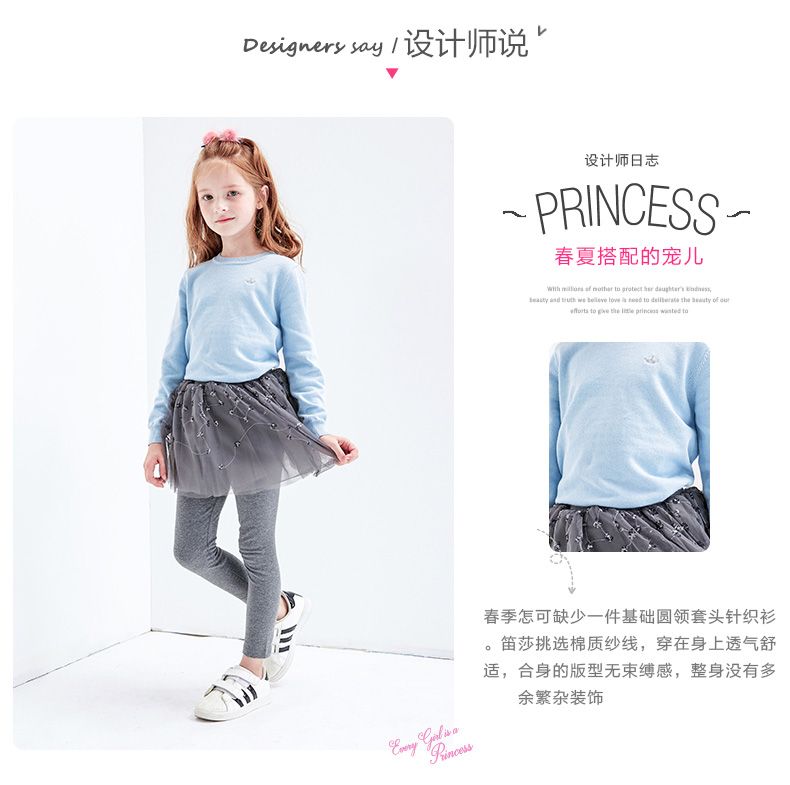 Designers say / 设计师说
设计师日志
PRINCESS
春夏搭配的宠儿
With millions of mother to protect her daughter's kindness,
beauty and truth we believe love is need to deliberate the beauty of our
efforts to give the little princess wanted to
春季怎可缺少一件基础圆领套头针织衫
。笛莎挑选棉质纱线，穿在身上透气舒
适，合身的版型无束缚感，整身没有多
余繁杂装饰
Every Girl is a
Princess